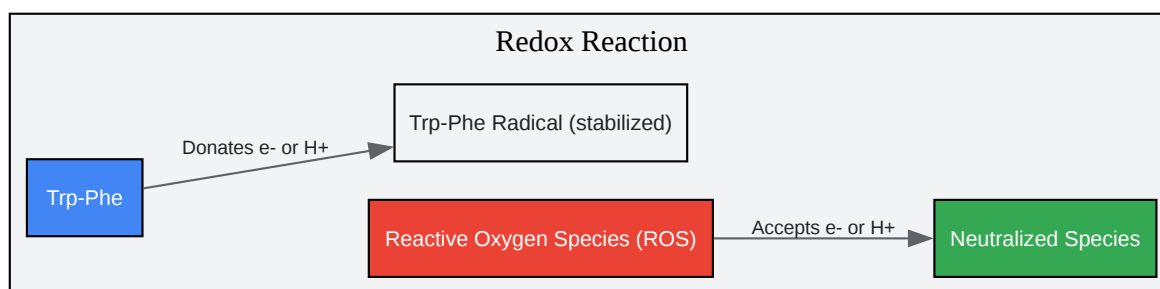 Redox Reaction
Trp-Phe Radical (stabilized)
Donates e- or H+
Trp-Phe
Reactive Oxygen Species (ROS)
Accepts e- or H+
Neutralized Species